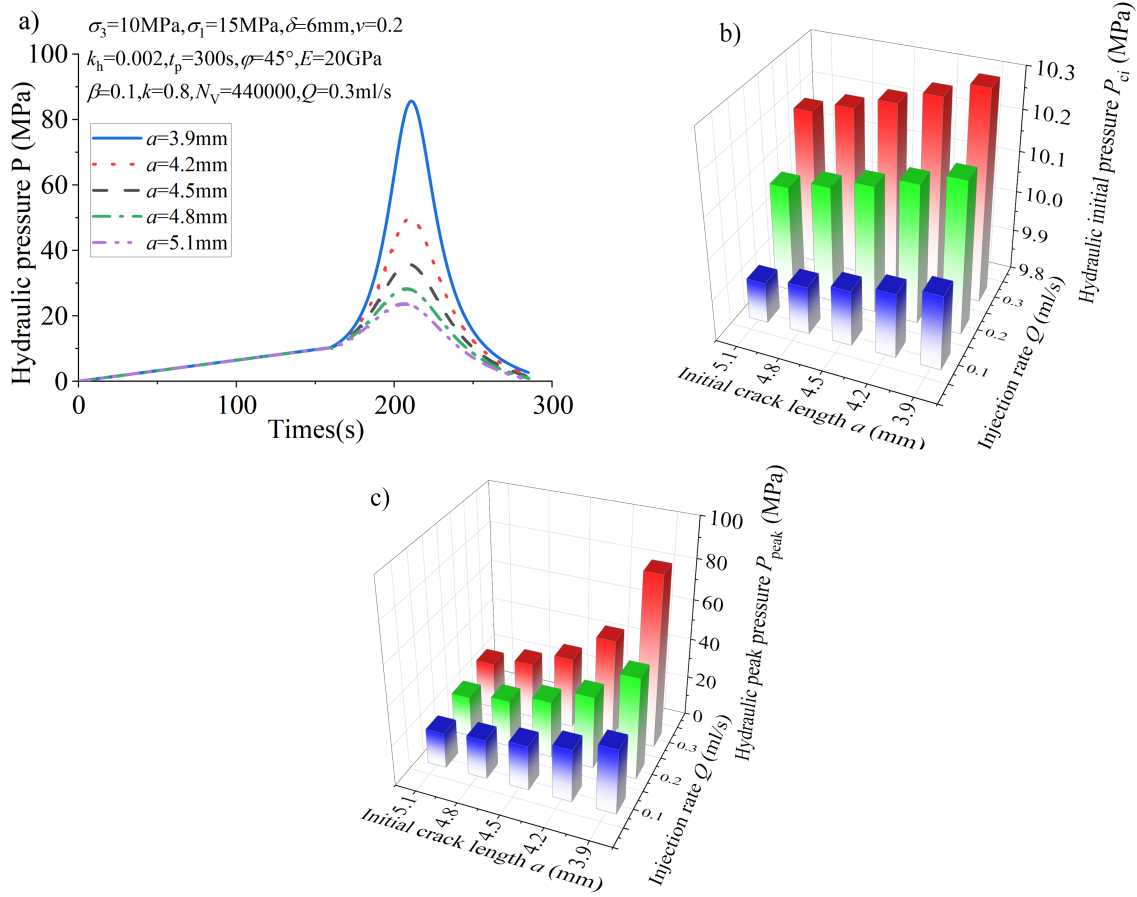 a)
σ3=10MPa,σ1=15MPa,δ=6mm,ν=0.2
kh=0.002,tp=300s,φ=45°,E=20GPa
β=0.1,k=0.8,NV=440000,Q=0.3ml/s
a=3.9mm
a=4.2mm
a=4.5mm
a=4.8mm
a=5.1mm
Hydraulic pressure P (MPa)
100
80
60
40
20
0
0
100
200
300
Times(s)
b)
Hydraulic initial pressure Pci (MPa)
10.3
10.2
10.1
10.0
9.9
9.8
0.3
0.2
0.1
Injection rate Q (ml/s)
5.1
4.8
4.5
4.2
3.9
Initial crack length a (mm)
c)
Hydraulic peak pressure Ppeak (MPa)
100
80
60
40
20
0
0.3
0.2
0.1
Injection rate Q (ml/s)
5.1
4.8
4.5
4.2
3.9
Initial crack length a (mm)